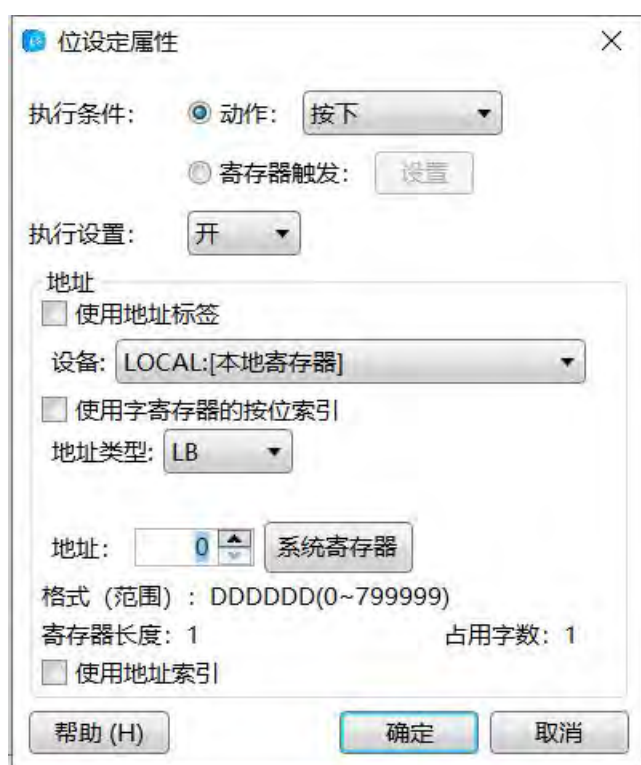 位设定属性
执行条件: 动作: 按下
寄存器触发: 设置
执行设置: 开
地址
使用地址标签
设备: LOCAL:[本地寄存器]
使用字寄存器的按位索引
地址类型: LB
地址: 0 系统寄存器
格式 (范围) : DDDDDD(0~799999)
寄存器长度: 1 占用字数: 1
使用地址索引
帮助 (H) 确定 取消